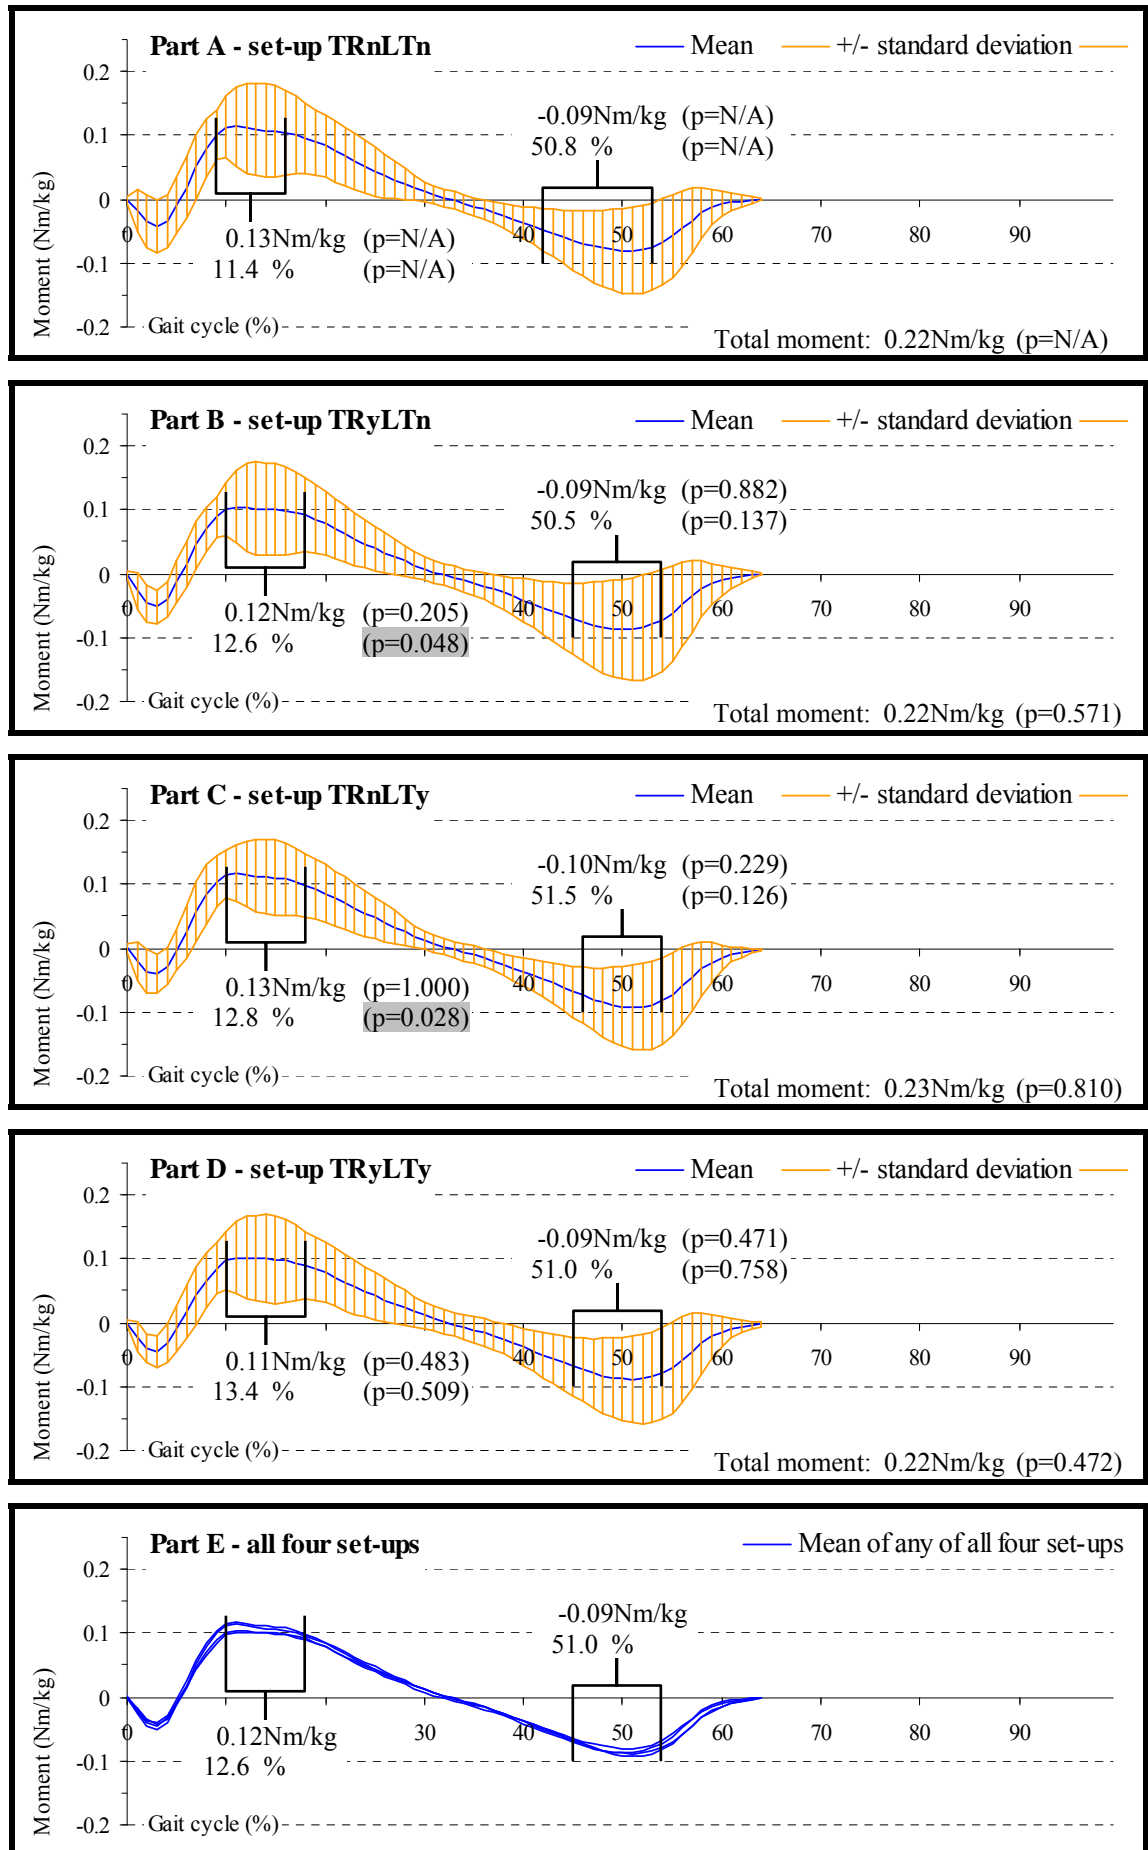 Part A - set-up TRnLTn
Mean
+/- standard deviation
Moment (Nm/kg)
0.2
0.1
0
-0.1
-0.2
-0.09Nm/kg (p=N/A)
50.8 % (p=N/A)
0 40 50 60 70 80 90
0.13Nm/kg (p=N/A)
11.4 % (p=N/A)
Gait cycle (%)
Total moment: 0.22Nm/kg (p=N/A)
Part B - set-up TRyLTn
Mean
+/- standard deviation
Moment (Nm/kg)
0.2
0.1
0
-0.1
-0.2
-0.09Nm/kg (p=0.882)
50.5 % (p=0.137)
0 40 50 60 70 80 90
0.12Nm/kg (p=0.205)
12.6 % (p=0.048)
Gait cycle (%)
Total moment: 0.22Nm/kg (p=0.571)
Part C - set-up TRnLTy
Mean
+/- standard deviation
Moment (Nm/kg)
0.2
0.1
0
-0.1
-0.2
-0.10Nm/kg (p=0.229)
51.5 % (p=0.126)
0 30 40 50 60 70 80 90
0.13Nm/kg (p=1.000)
12.8 % (p=0.028)
Gait cycle (%)
Total moment: 0.23Nm/kg (p=0.810)
Part D - set-up TRyLTy
Mean
+/- standard deviation
Moment (Nm/kg)
0.2
0.1
0
-0.1
-0.2
-0.09Nm/kg (p=0.471)
51.0 % (p=0.758)
0 30 40 50 60 70 80 90
0.11Nm/kg (p=0.483)
13.4 % (p=0.509)
Gait cycle (%)
Total moment: 0.22Nm/kg (p=0.472)
Part E - all four set-ups
Mean of any of all four set-ups
Moment (Nm/kg)
0.2
0.1
0
-0.1
-0.2
-0.09Nm/kg
51.0 %
0 30 40 50 60 70 80 90
0.12Nm/kg
12.6 %
Gait cycle (%)